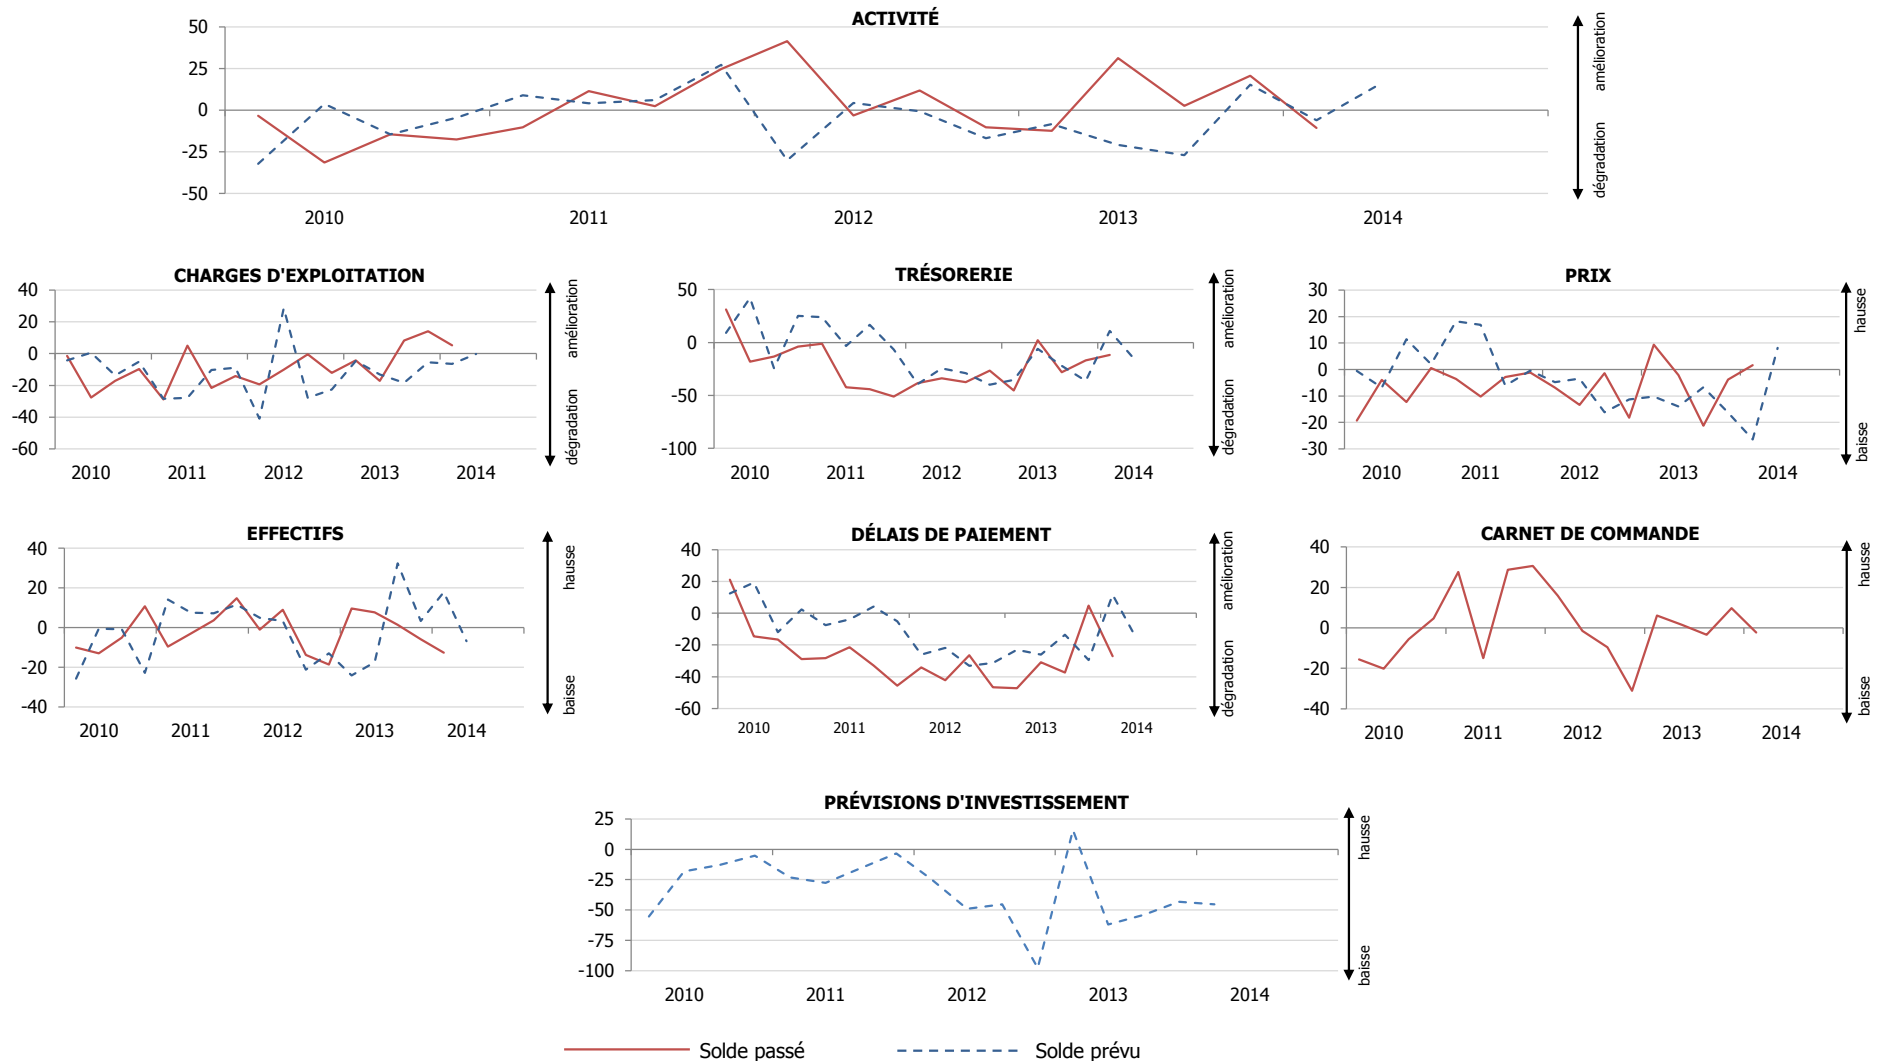 ACTIVITÉ
50
25
0
-25
-50
2010 2011 2012 2013 2014
amélioration
dégradation
CHARGES D'EXPLOITATION
40
20
0
-20
-40
-60
2010 2011 2012 2013 2014
amélioration
dégradation
TRÉSORERIE
50
0
-50
-100
2010 2011 2012 2013 2014
amélioration
dégradation
PRIX
30
20
10
0
-10
-20
-30
2010 2011 2012 2013 2014
hausse
baisse
EFFECTIFS
40
20
0
-20
-40
2010 2011 2012 2013 2014
hausse
baisse
DÉLAIS DE PAIEMENT
40
20
0
-20
-40
-60
2010 2011 2012 2013 2014
amélioration
dégradation
CARNET DE COMMANDE
40
20
0
-20
-40
2010 2011 2012 2013 2014
hausse
baisse
PRÉVISIONS D'INVESTISSEMENT
25
0
-25
-50
-75
-100
2010 2011 2012 2013 2014
hausse
baisse
Solde passé Solde prévu